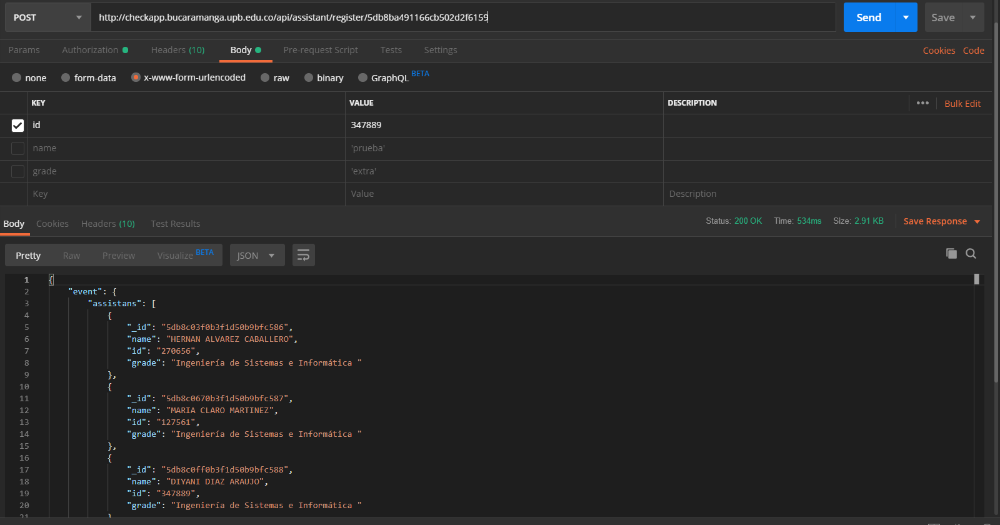 POST http://checkapp.bucaramanga.upb.edu.co/api/assistant/register/5db8ba491166cb502d2f6159 Send Save
Params Authorization Headers (10) Body Pre-request Script Tests Settings Cookies Code
none form-data x-www-form-urlencoded raw binary GraphQL BETA
KEY VALUE DESCRIPTION ••• Bulk Edit
id 347889
name 'prueba'
grade 'extra'
Key Value Description
Body Cookies Headers (10) Test Results Status: 200 OK Time: 534ms Size: 2.91 KB Save Response
Pretty Raw Preview Visualize BETA JSON
1 {
2 "event": {
3 "assistans": [
4 {
5 "_id": "5db8c03f0b3f1d50b9bfc586",
6 "name": "HERNAN ALVAREZ CABALLERO",
7 "id": "270656",
8 "grade": "Ingeniería de Sistemas e Informática "
9 },
10 {
11 "_id": "5db8c0670b3f1d50b9bfc587",
12 "name": "MARIA CLARO MARTINEZ",
13 "id": "127561",
14 "grade": "Ingeniería de Sistemas e Informática "
15 },
16 {
17 "_id": "5db8c0ff0b3f1d50b9bfc588",
18 "name": "DIYANI DIAZ ARAUJO",
19 "id": "347889",
20 "grade": "Ingeniería de Sistemas e Informática "
21 }